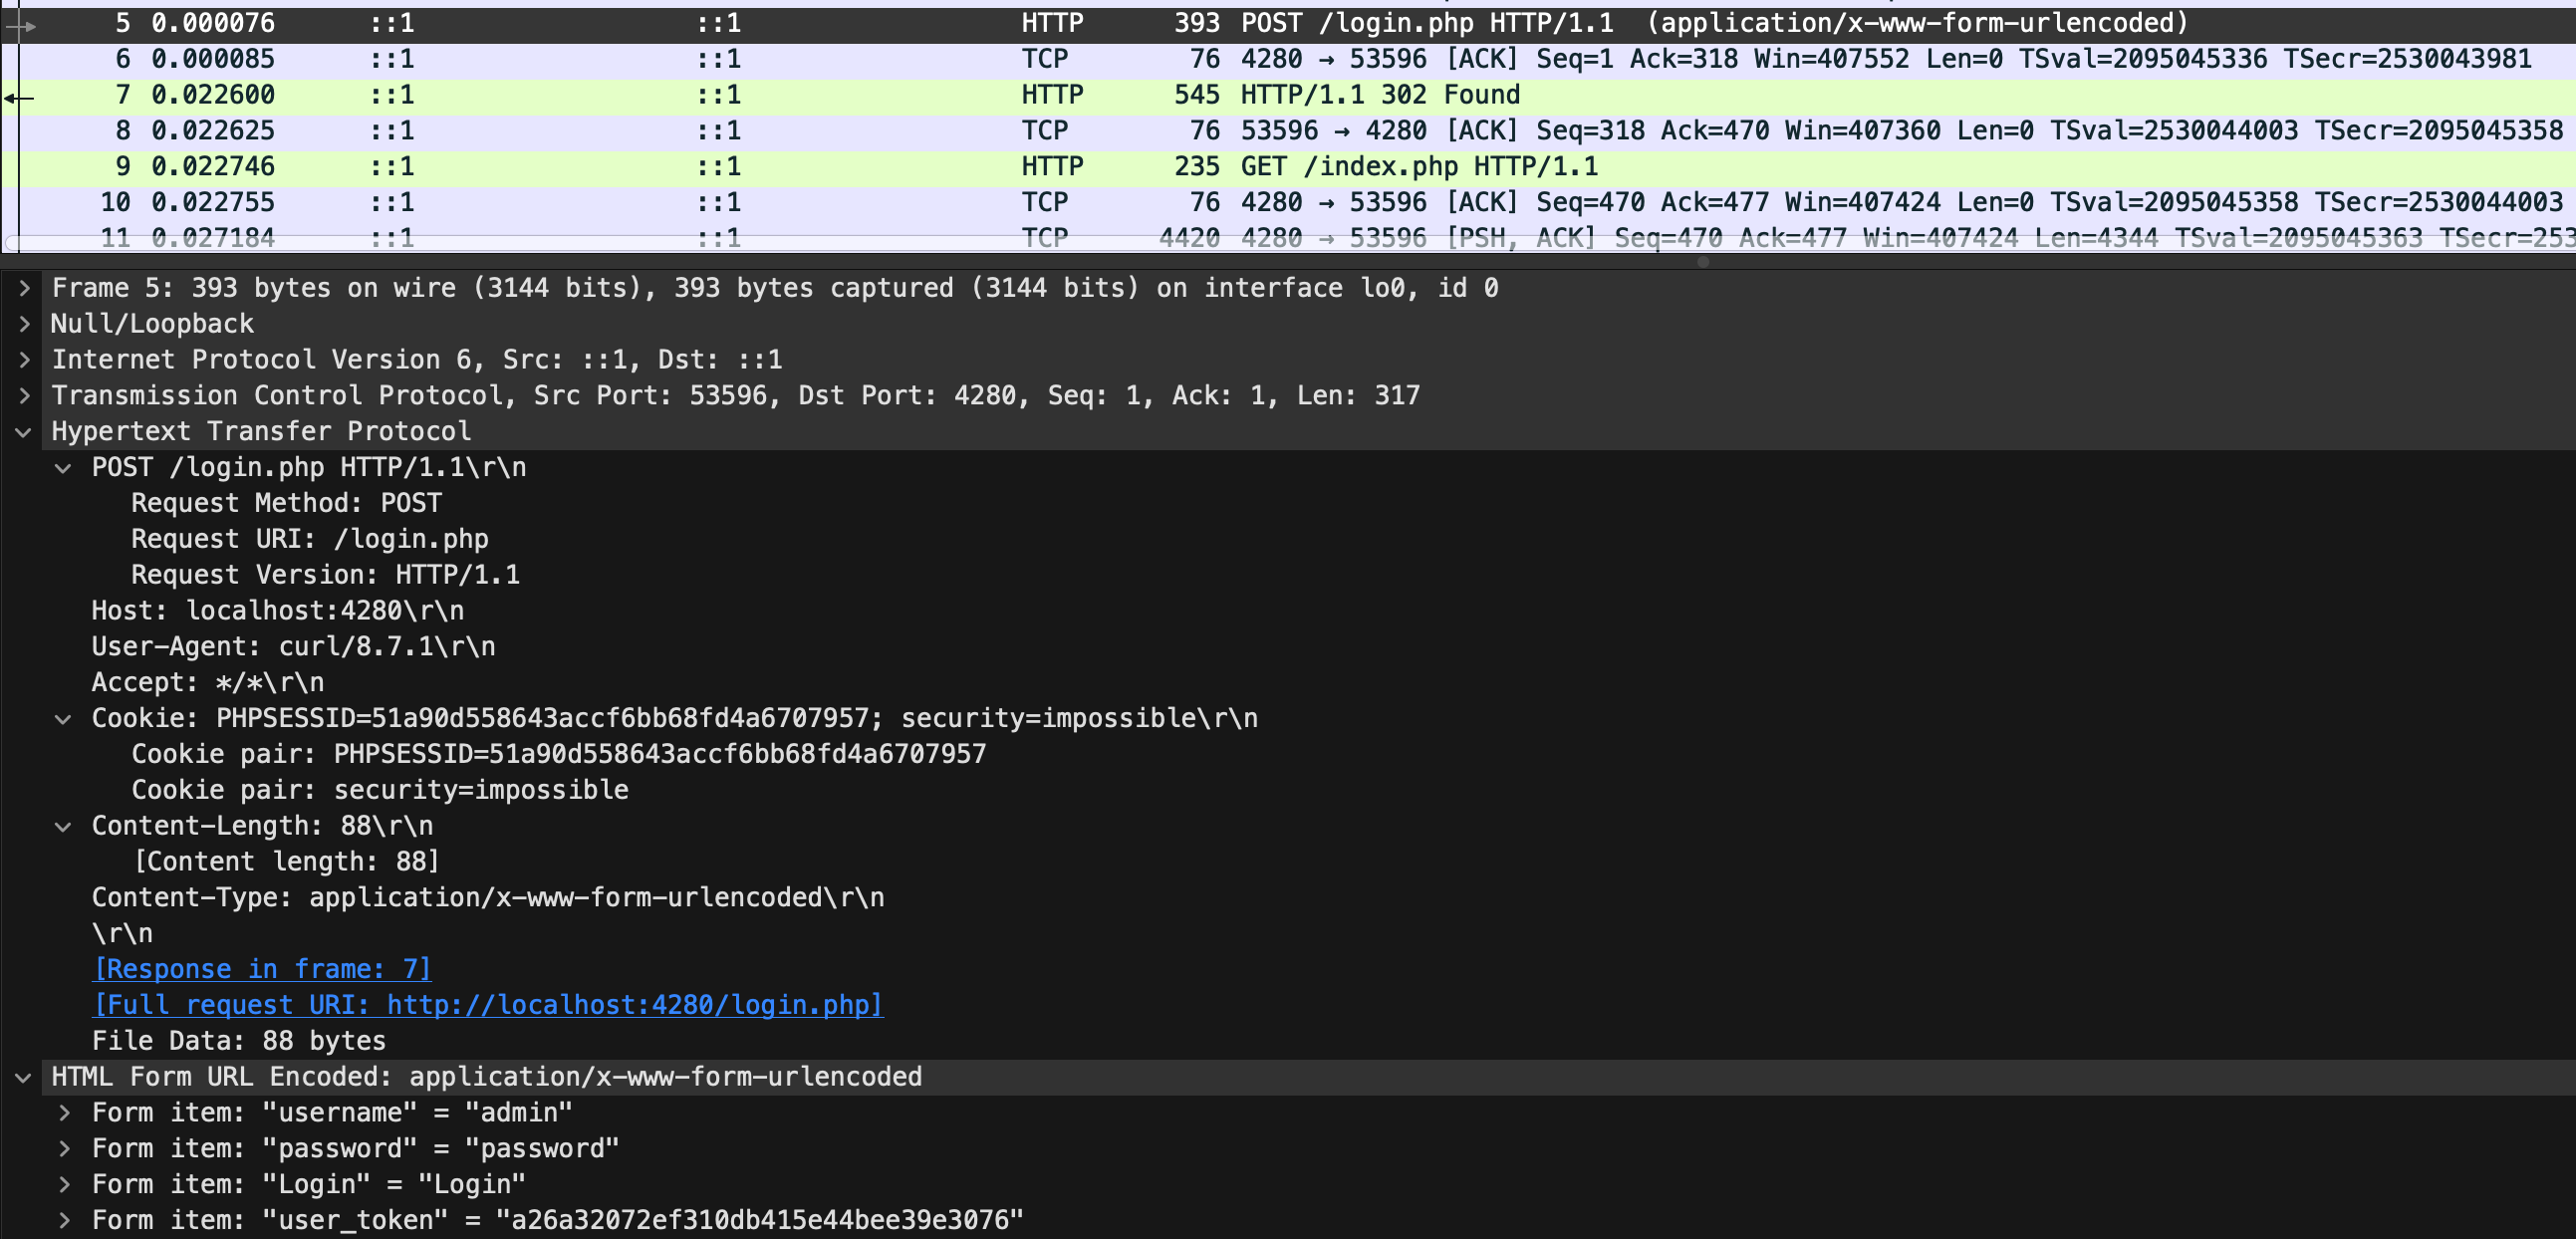 5 0.000076 ::1 ::1 HTTP 393 POST /login.php HTTP/1.1 (application/x-www-form-urlencoded)
6 0.000085 ::1 ::1 TCP 76 4280 → 53596 [ACK] Seq=1 Ack=318 Win=407552 Len=0 TSval=2095045336 TSecr=2530043981
7 0.022600 ::1 ::1 HTTP 545 HTTP/1.1 302 Found
8 0.022625 ::1 ::1 TCP 76 53596 → 4280 [ACK] Seq=318 Ack=470 Win=407360 Len=0 TSval=2530044003 TSecr=2095045358
9 0.022746 ::1 ::1 HTTP 235 GET /index.php HTTP/1.1
10 0.022755 ::1 ::1 TCP 76 4280 → 53596 [ACK] Seq=470 Ack=477 Win=407424 Len=0 TSval=2095045358 TSecr=2530044003
11 0.027184 ::1 ::1 TCP 4420 4280 → 53596 [PSH, ACK] Seq=470 Ack=477 Win=407424 Len=4344 TSval=2095045363 TSecr=253
Frame 5: 393 bytes on wire (3144 bits), 393 bytes captured (3144 bits) on interface lo0, id 0
Null/Loopback
Internet Protocol Version 6, Src: ::1, Dst: ::1
Transmission Control Protocol, Src Port: 53596, Dst Port: 4280, Seq: 1, Ack: 1, Len: 317
Hypertext Transfer Protocol
POST /login.php HTTP/1.1\r\n
Request Method: POST
Request URI: /login.php
Request Version: HTTP/1.1
Host: localhost:4280\r\n
User-Agent: curl/8.7.1\r\n
Accept: */*\r\n
Cookie: PHPSESSID=51a90d558643accf6bb68fd4a6707957; security=impossible\r\n
Cookie pair: PHPSESSID=51a90d558643accf6bb68fd4a6707957
Cookie pair: security=impossible
Content-Length: 88\r\n
[Content length: 88]
Content-Type: application/x-www-form-urlencoded\r\n
\r\n
[Response in frame: 7]
[Full request URI: http://localhost:4280/login.php]
File Data: 88 bytes
HTML Form URL Encoded: application/x-www-form-urlencoded
Form item: "username" = "admin"
Form item: "password" = "password"
Form item: "Login" = "Login"
Form item: "user_token" = "a26a32072ef310db415e44bee39e3076"